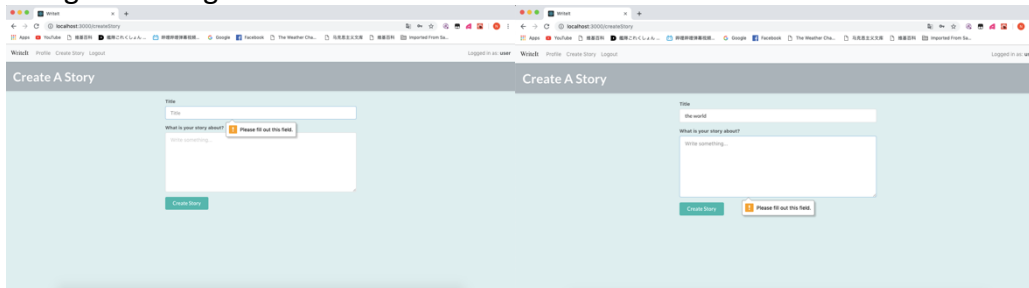 Writeit
localhost:3000/createStory
Apps YouTube Google Facebook The Weather Cha... Imported From Sa...
WriteIt Profile Create Story Logout Logged in as: user
Create A Story
Title
Title
What is your story about?
Please fill out this field.
Write something...
Create Story
Writeit
localhost:3000/createStory
Apps YouTube Google Facebook The Weather Cha... Imported From Sa...
WriteIt Profile Create Story Logout Logged in as:
Create A Story
Title
the world
What is your story about?
Write something...
Create Story
Please fill out this field.